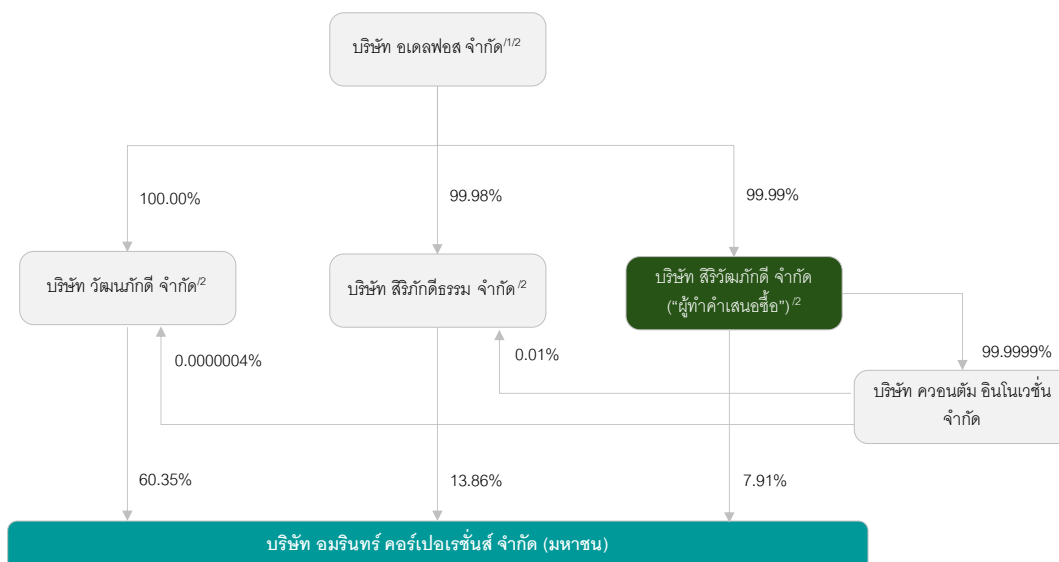 บริษัท อเดลฟอส จำกัด/1/2
100.00%
99.98%
99.99%
บริษัท วัฒนภักดี จำกัด/2
บริษัท สิริภักดีธรรม จำกัด/2
บริษัท สิริวัฒภักดี จำกัด
(“ผู้ทำคำเสนอซื้อ”)/2
0.0000004%
0.01%
99.9999%
บริษัท ควอนตัม อินโนเวชั่น
จำกัด
60.35%
13.86%
7.91%
บริษัท อมรินทร์ คอร์เปอเรชั่นส์ จำกัด (มหาชน)